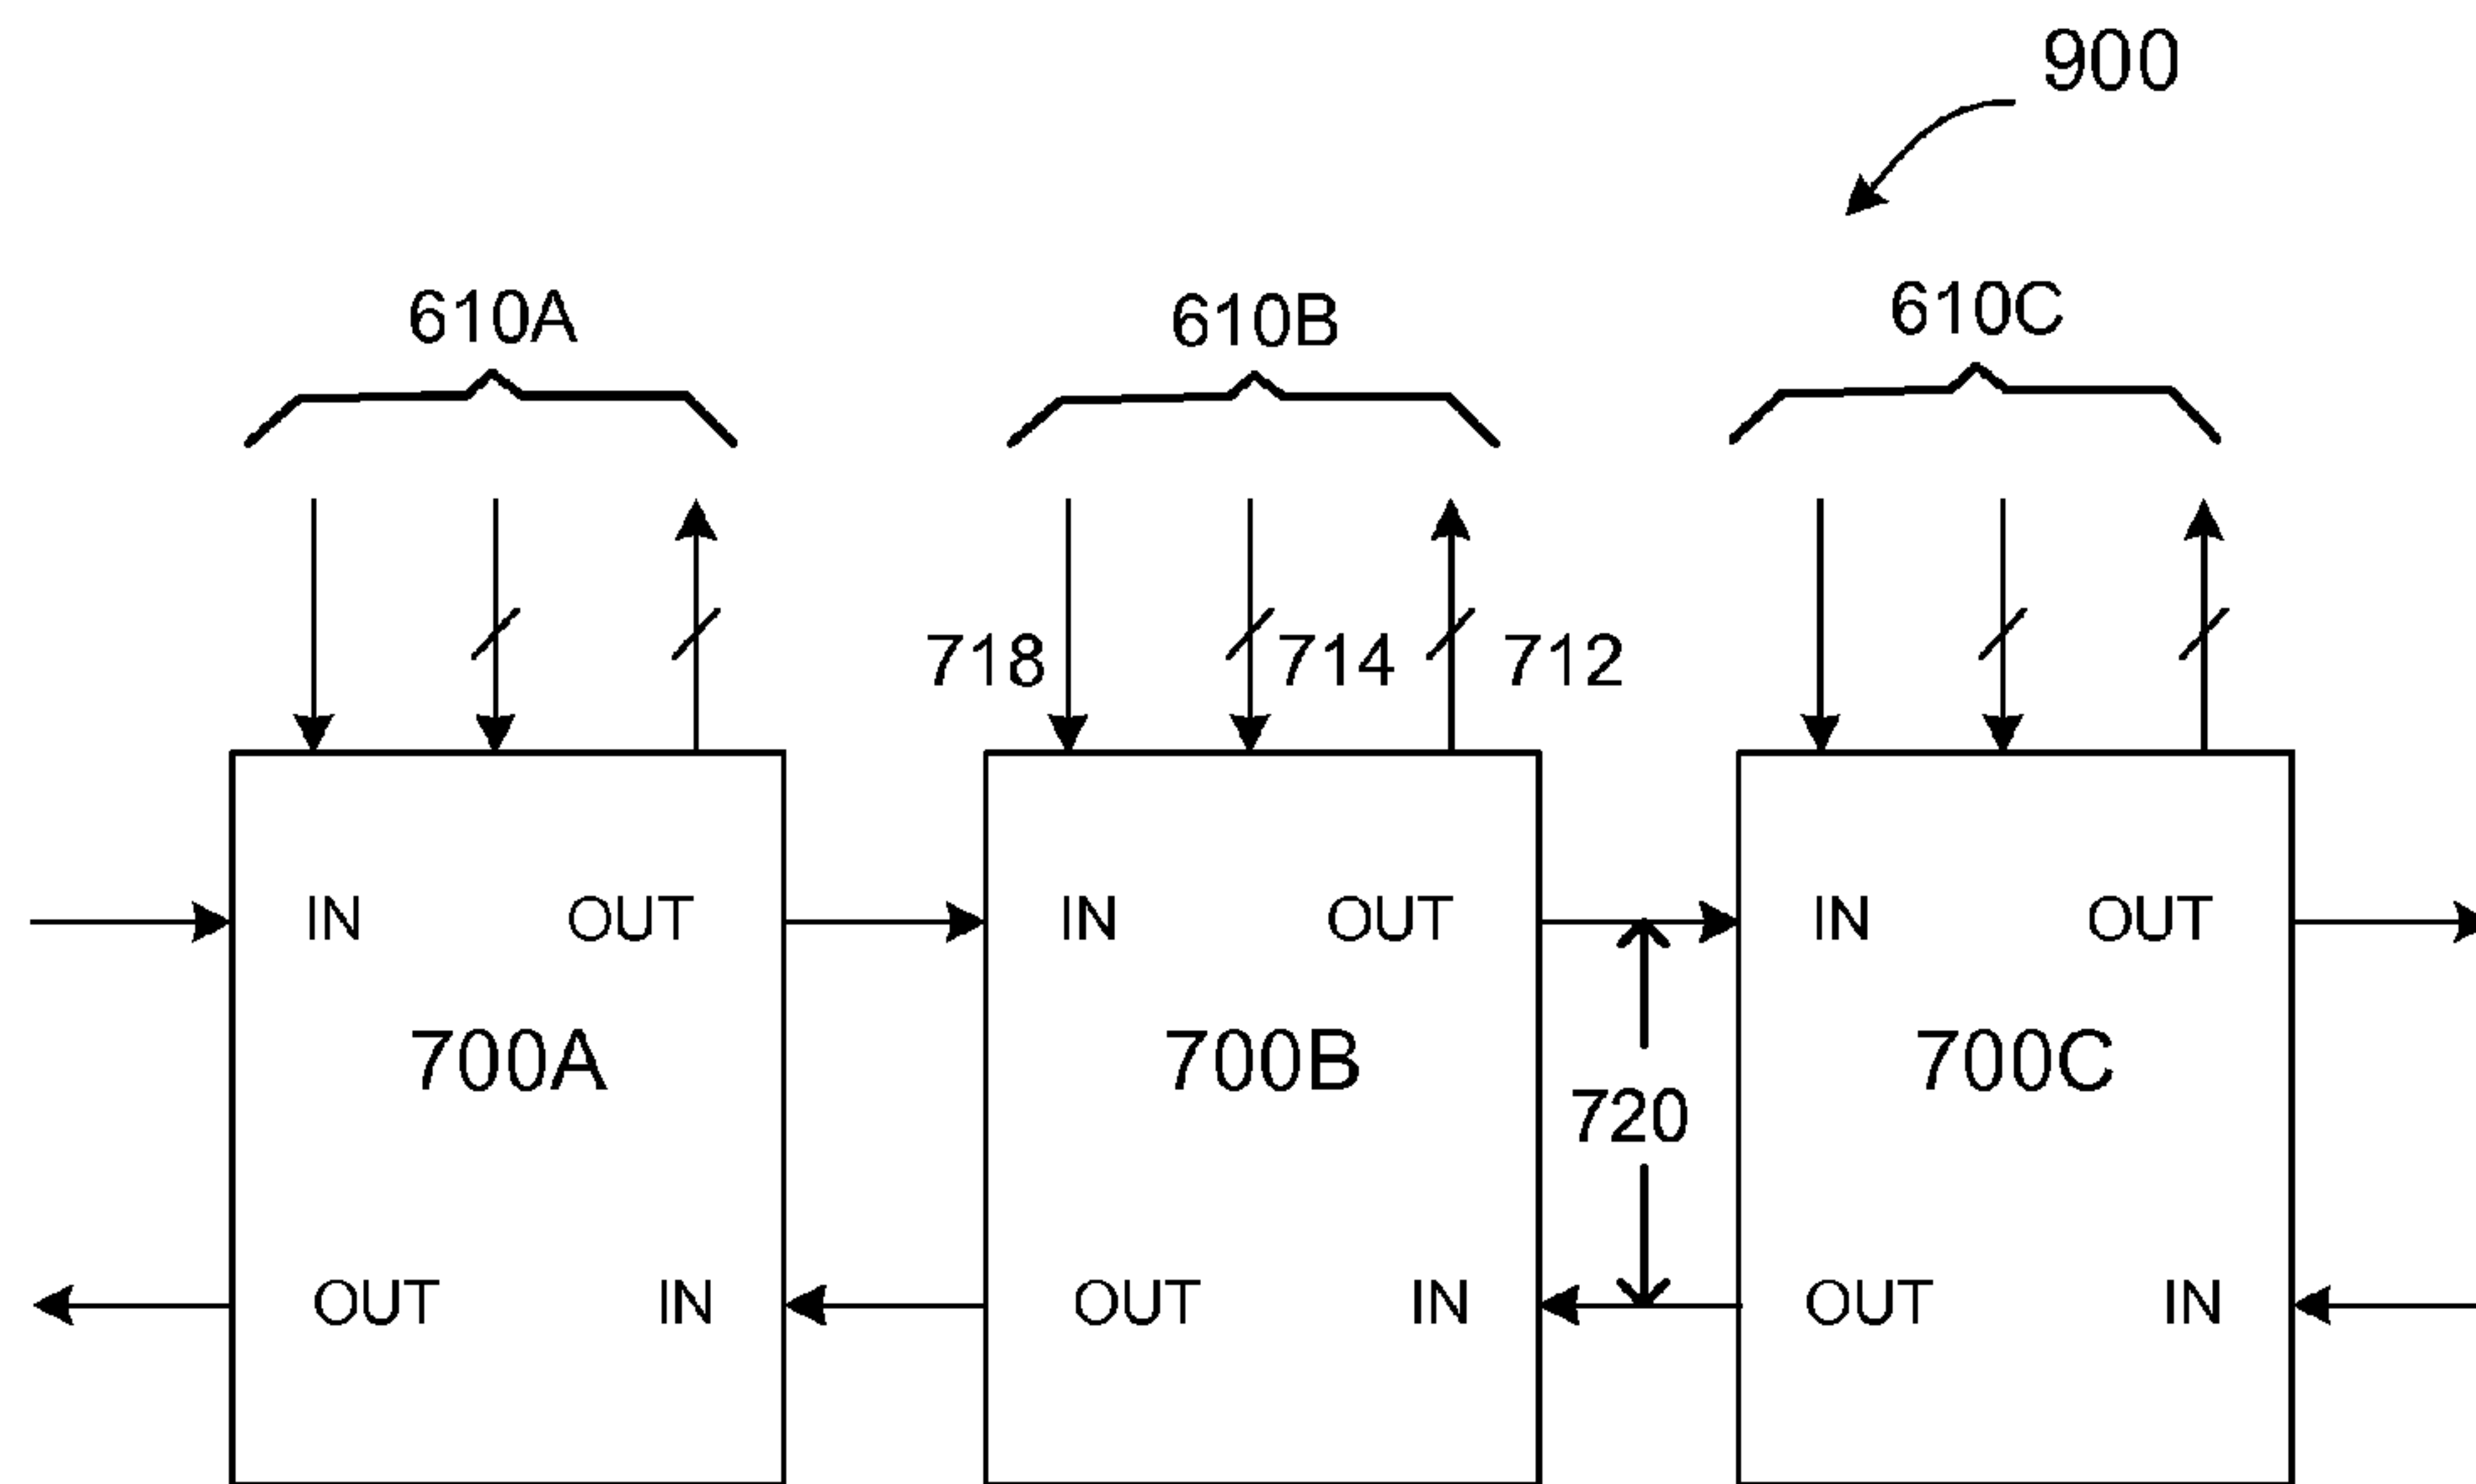 900
610A 610B 610C
718 714 712
IN OUT IN OUT IN OUT
700A 700B 700C
720
OUT IN OUT IN OUT IN